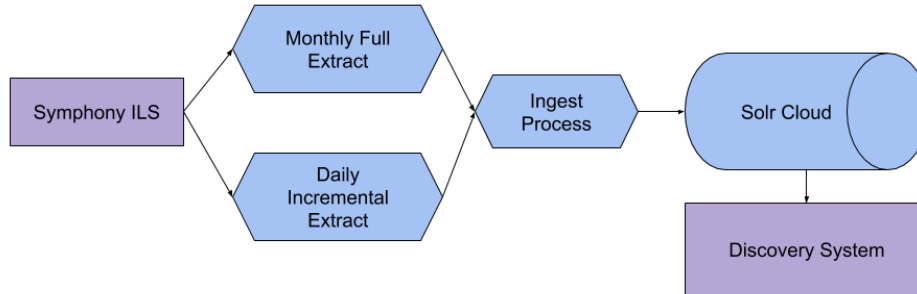 Monthly Full
Extract
Symphony ILS
Ingest
Process
Solr Cloud
Daily
Incremental
Extract
Discovery System